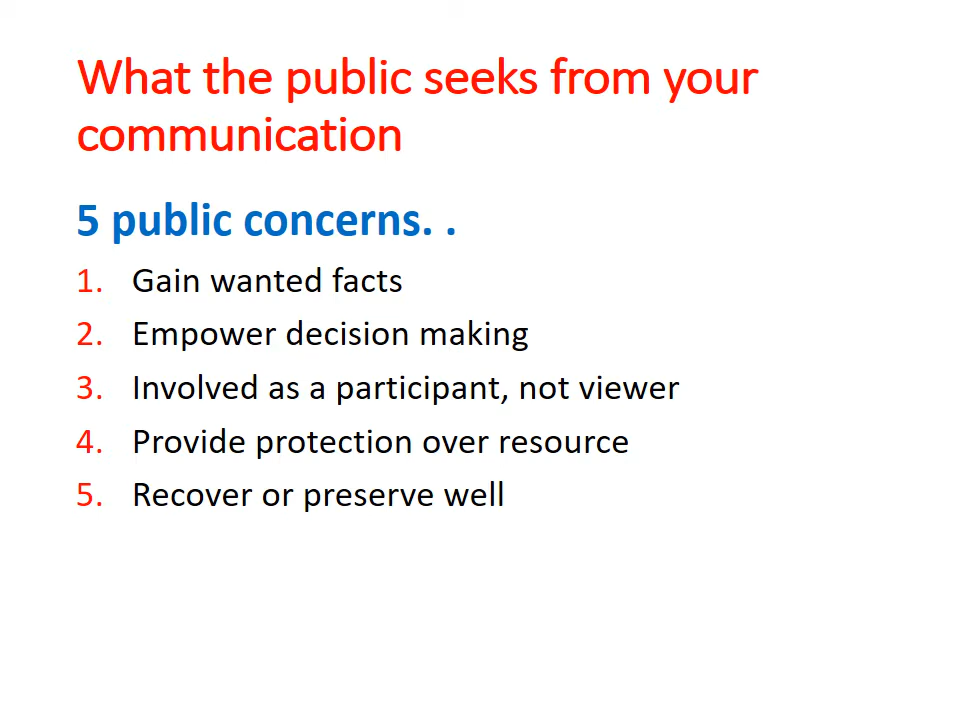 What the public seeks from your
communication
5 public concerns. .
1. Gain wanted facts
2. Empower decision making
3. Involved as a participant, not viewer
4. Provide protection over resource
5. Recover or preserve well